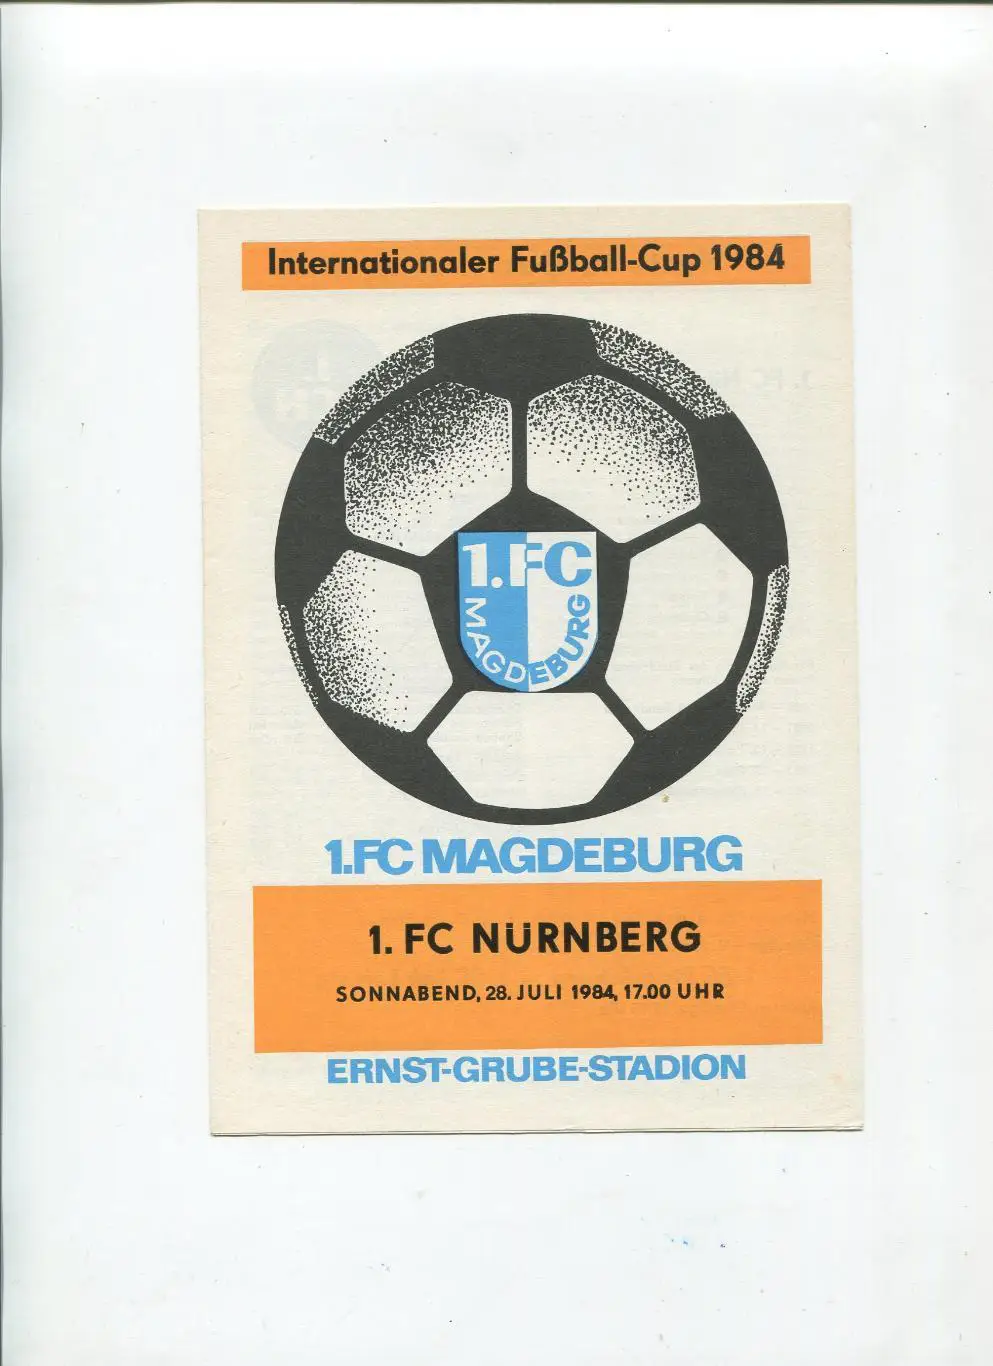 Internationaler Fußball-Cup 1984
1.FC
MAGDEBURG
1.FC MAGDEBURG
1. FC NÜRNBERG
SONNABEND, 28. JULI 1984, 17.00 UHR
ERNST-GRUBE-STADION